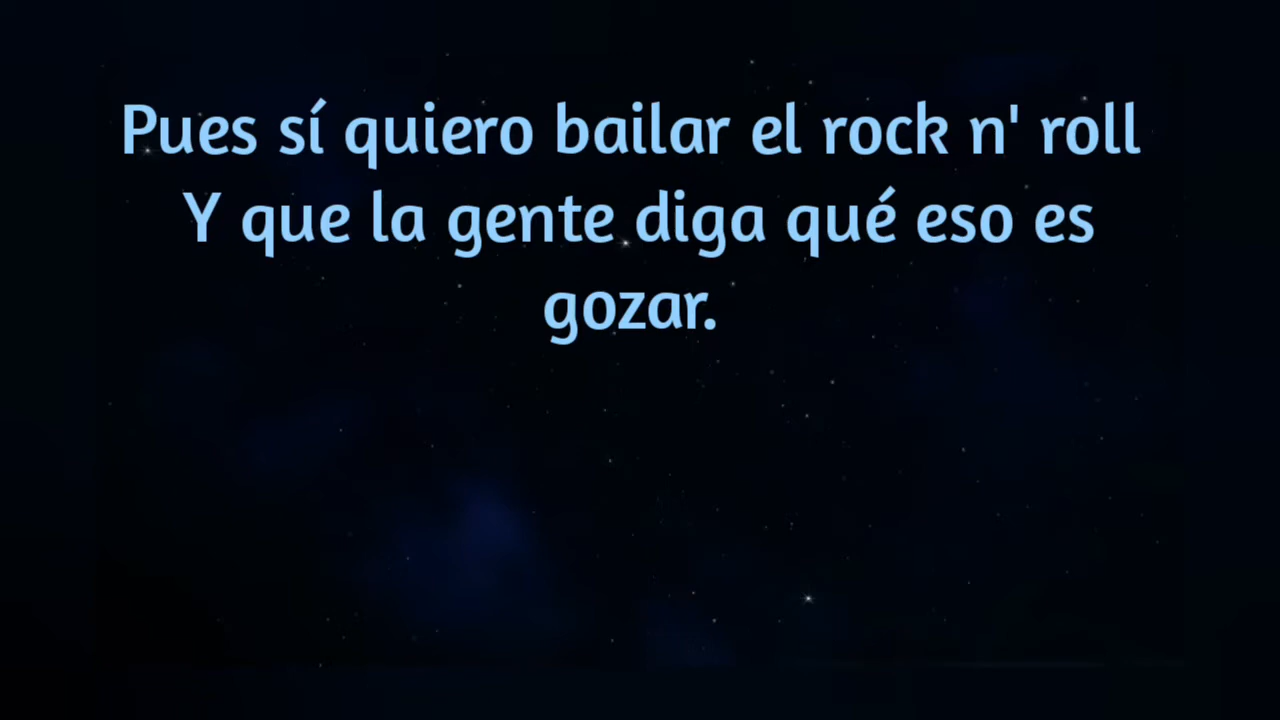 Pues sí quiero bailar el rock n' roll
Y que la gente diga qué eso es
gozar.